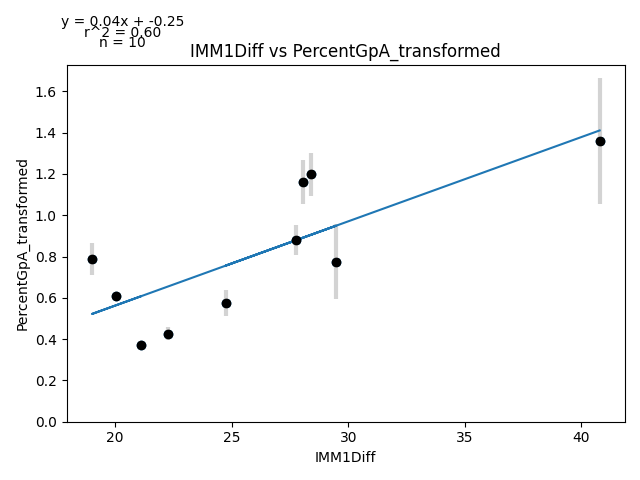 y = 0.04x + -0.25
r^2 = 0.60
n = 10
IMM1Diff vs PercentGpA_transformed
1.6
1.4
1.2
1.0
0.8
0.6
0.4
0.2
0.0
PercentGpA_transformed
20 25 30 35 40
IMM1Diff